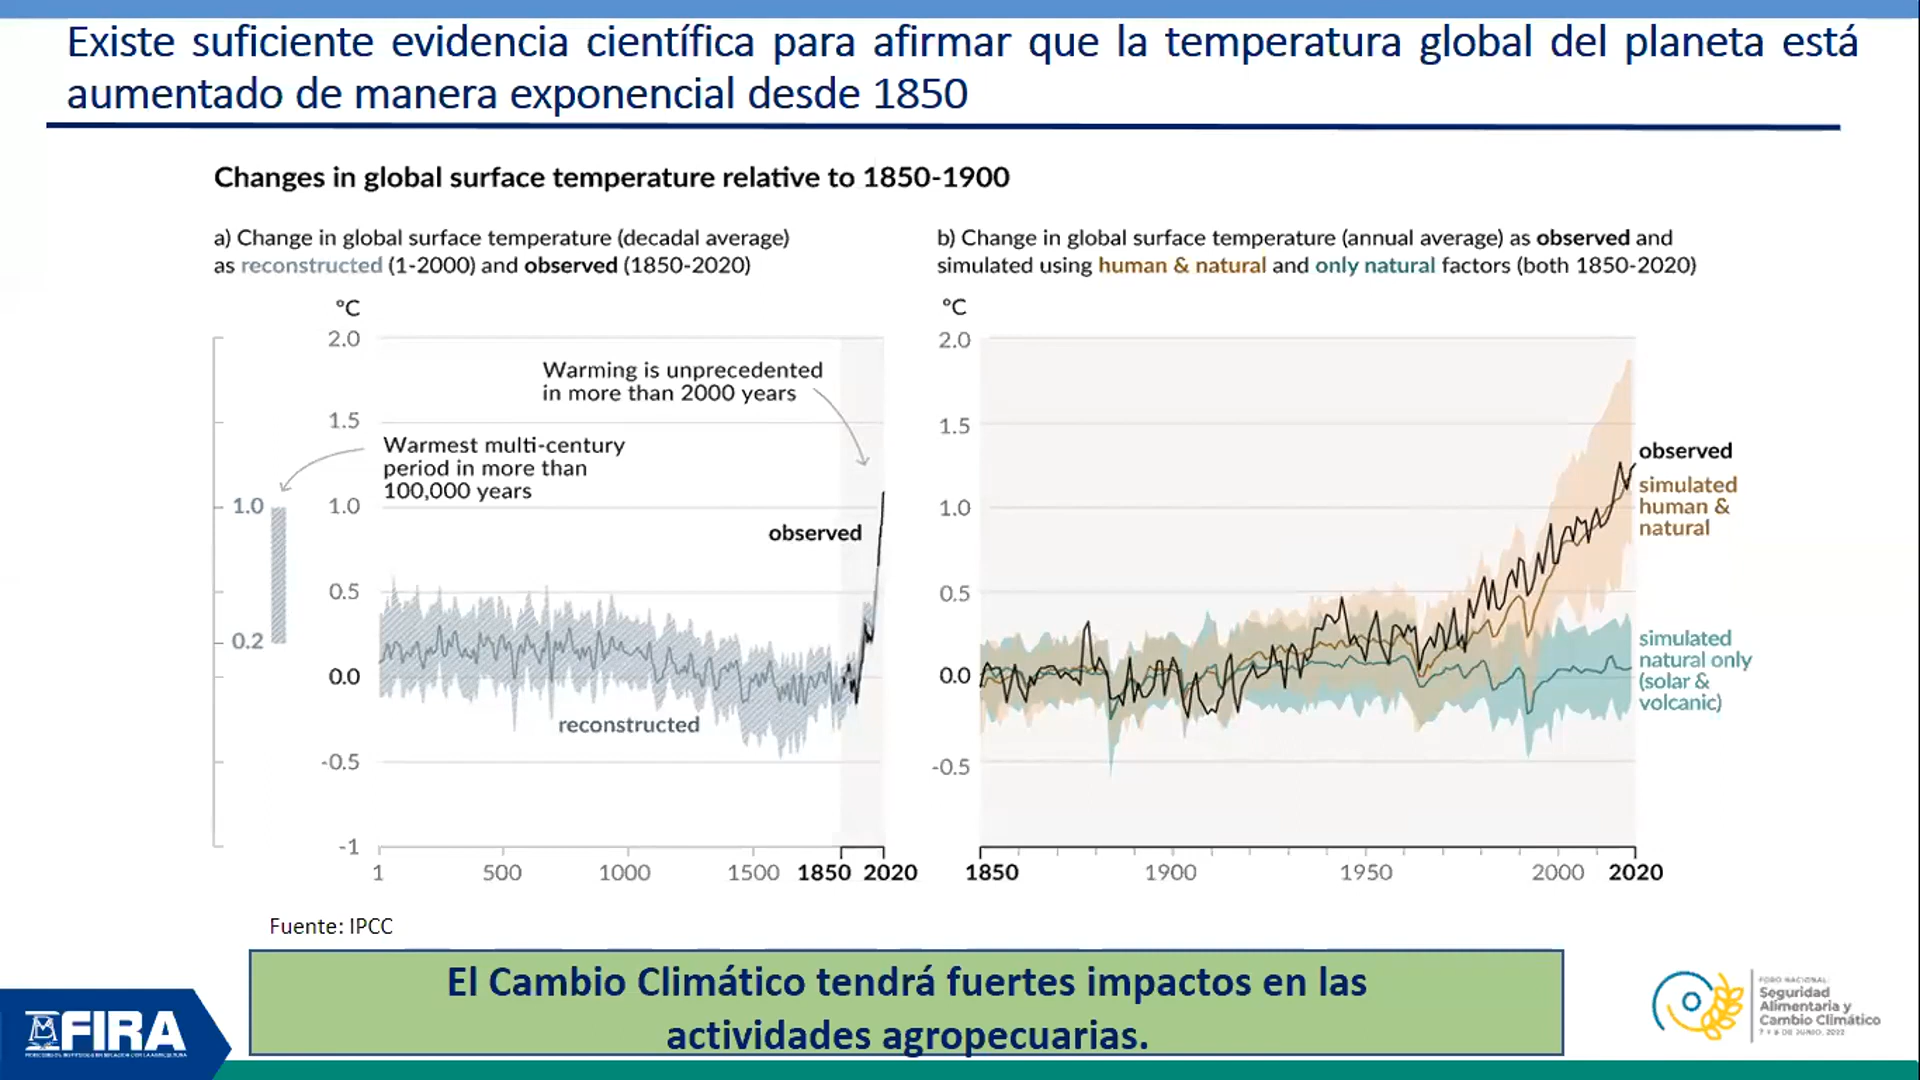 Existe suficiente evidencia científica para afirmar que la temperatura global del planeta está
aumentado de manera exponencial desde 1850
Changes in global surface temperature relative to 1850-1900
a) Change in global surface temperature (decadal average)
as reconstructed (1-2000) and observed (1850-2020)
°C
2.0
1.5
1.0
0.5
0.0
-0.5
-1
1.0
0.2
Warming is unprecedented
in more than 2000 years
Warmest multi-century
period in more than
100,000 years
observed
reconstructed
1
500
1000
1500
1850
2020
b) Change in global surface temperature (annual average) as observed and
simulated using human & natural and only natural factors (both 1850-2020)
°C
2.0
1.5
1.0
0.5
0.0
-0.5
observed
simulated
human &
natural
simulated
natural only
(solar &
volcanic)
1850
1900
1950
2000
2020
Fuente: IPCC
El Cambio Climático tendrá fuertes impactos en las
actividades agropecuarias.
FIRA
FORO NACIONAL:
Seguridad
Alimentaria y
Cambio Climático
7 Y 8 DE JUNIO, 2022